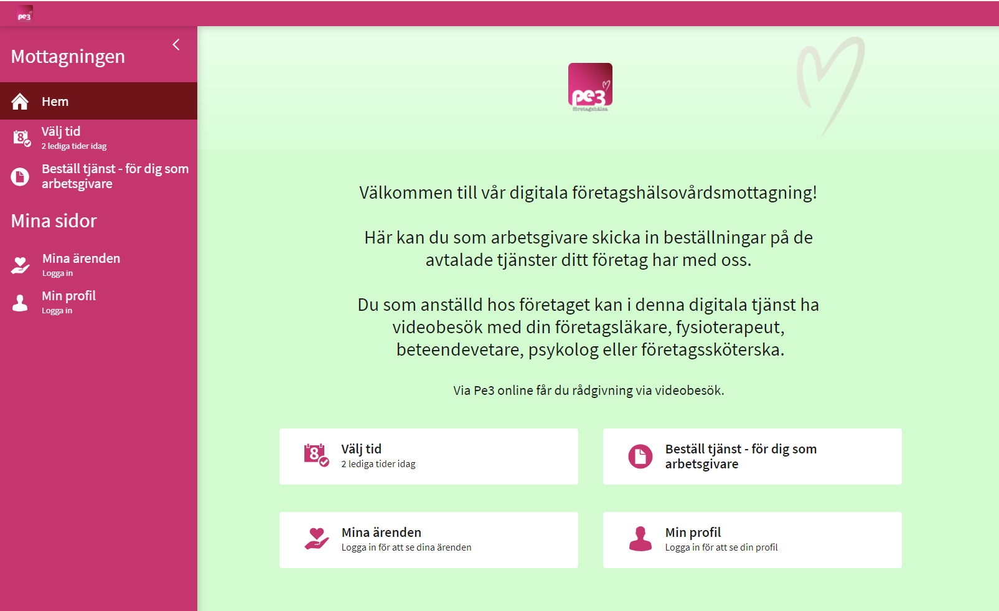 pe3
Mottagningen
Hem
8
Välj tid
2 lediga tider idag
Beställ tjänst - för dig som
arbetsgivare
Mina sidor
Mina ärenden
Logga in
Min profil
Logga in
pe3
företagshälsa
Välkommen till vår digitala företagshälsovårdsmottagning!
Här kan du som arbetsgivare skicka in beställningar på de
avtalade tjänster ditt företag har med oss.
Du som anställd hos företaget kan i denna digitala tjänst ha
videobesök med din företagsläkare, fysioterapeut,
beteendevetare, psykolog eller företagssköterska.
Via Pe3 online får du rådgivning via videobesök.
8
Välj tid
2 lediga tider idag
Beställ tjänst - för dig som
arbetsgivare
Mina ärenden
Logga in för att se dina ärenden
Min profil
Logga in för att se din profil